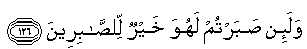 وَلَئِن صَبَرْتُمْ لَهُوَ خَيْرٌ لِّلصَّٰبِرِينَ ١٢٦